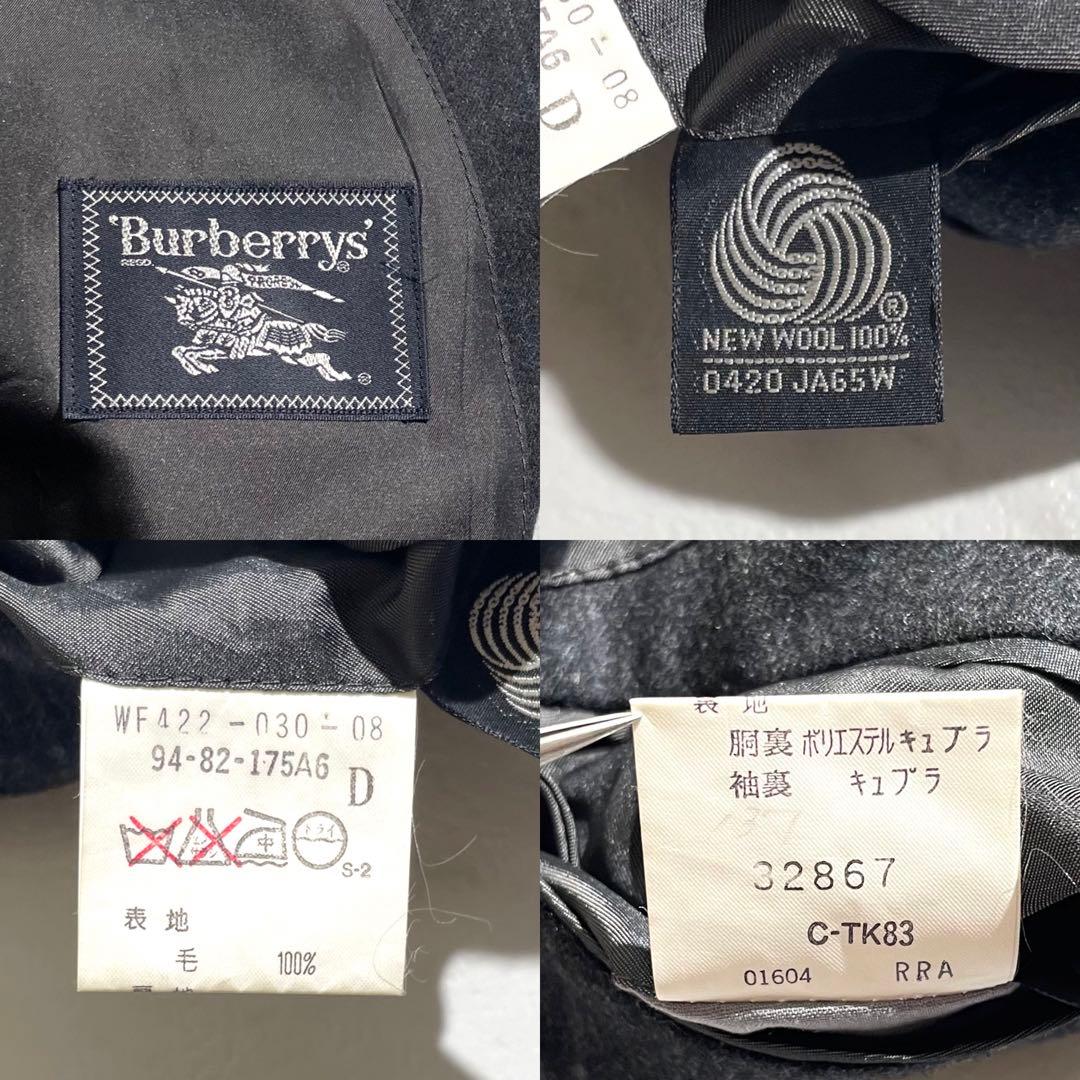 'Burberrys'
REGD.
®
PRORSUM
®
- 08
A6
D
®
NEW WOOL 100%
0420 JA65W
WF422-030-08
94-82-175A6
D
中
ドライ
S-2
表地
毛 100%
表地
胴裏 ポリエステルキュプラ
袖裏 キュプラ
32867
C-TK83
01604 RRA